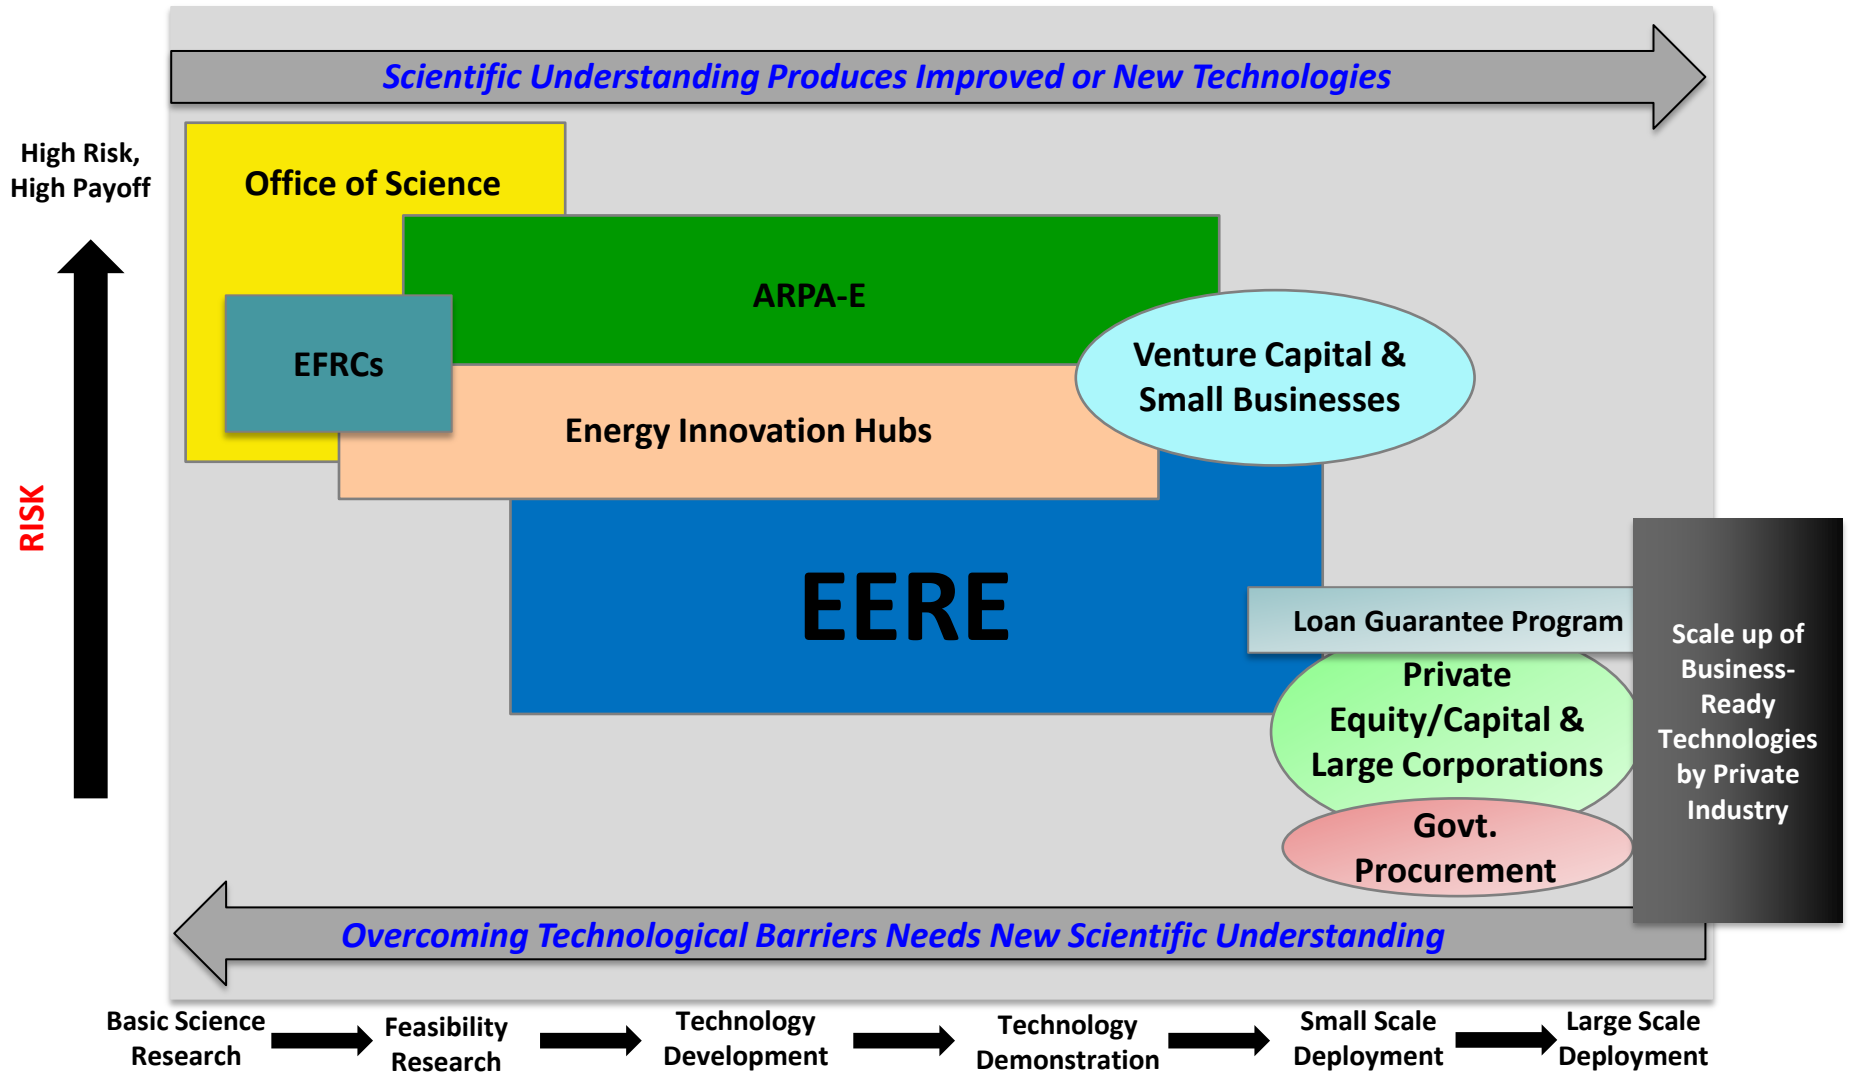 Scientific Understanding Produces Improved or New Technologies
High Risk,
High Payoff
Office of Science
ARPA-E
EFRCs
Venture Capital &
Small Businesses
Energy Innovation Hubs
RISK
EERE
Loan Guarantee Program
Private
Equity/Capital &
Large Corporations
Govt.
Procurement
Scale up of
Business-
Ready
Technologies
by Private
Industry
Overcoming Technological Barriers Needs New Scientific Understanding
Basic Science
Research
Feasibility
Research
Technology
Development
Technology
Demonstration
Small Scale
Deployment
Large Scale
Deployment